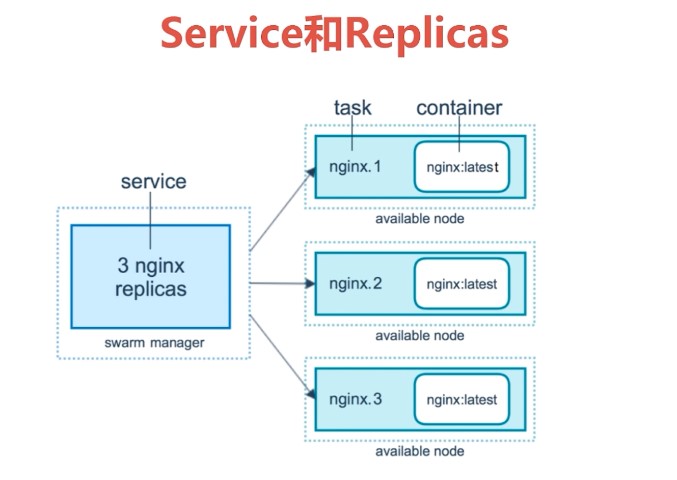 Service和Replicas
task
container
service
3 nginx
replicas
swarm manager
nginx.1
nginx:latest
available node
nginx.2
nginx:latest
available node
nginx.3
nginx:latest
available node